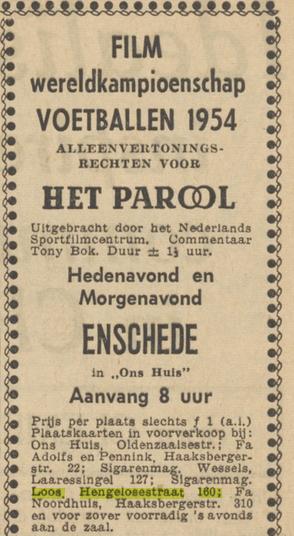 FILM
wereldkampioenschap
VOETBALLEN 1954
ALLEENVERTONINGS-
RECHTEN VOOR
HET PAROOL
Uitgebracht door het Nederlands
Sportfilmcentrum. Commentaar
Tony Bok. Duur ± 1½ uur.
Hedenavond en
Morgenavond
ENSCHEDE
in „Ons Huis"
Aanvang 8 uur
Prijs per plaats slechts ƒ 1 (a.i.)
Plaatskaarten in voorverkoop bij:
Ons Huis, Oldenzaalsestr.; Fa
Adolfs en Pennink, Haaksberger-
str. 22; Sigarenmag. Wessels,
Laaressingel 127; Sigarenmag.
Loos, Hengelosestraat 160; Fa
Noordhuis, Haaksbergerstr. 310
en voor zover voorradig 's avonds
aan de zaal.